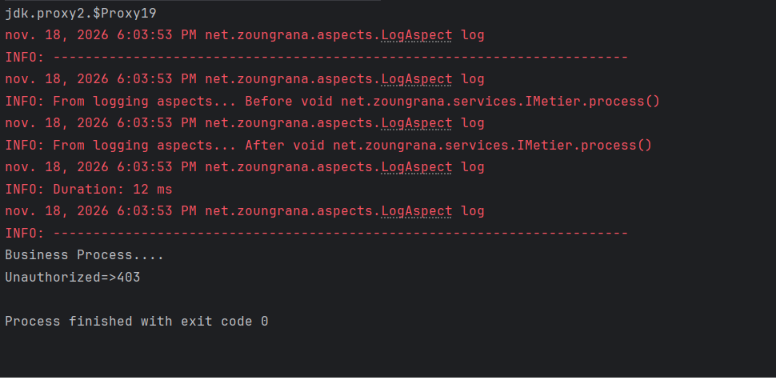 jdk.proxy2.$Proxy19
nov. 18, 2026 6:03:53 PM net.zoungrana.aspects.LogAspect log
INFO: -------------------------------------------------------------------------
nov. 18, 2026 6:03:53 PM net.zoungrana.aspects.LogAspect log
INFO: From logging aspects... Before void net.zoungrana.services.IMetier.process()
nov. 18, 2026 6:03:53 PM net.zoungrana.aspects.LogAspect log
INFO: From logging aspects... After void net.zoungrana.services.IMetier.process()
nov. 18, 2026 6:03:53 PM net.zoungrana.aspects.LogAspect log
INFO: Duration: 12 ms
nov. 18, 2026 6:03:53 PM net.zoungrana.aspects.LogAspect log
INFO: -------------------------------------------------------------------------
Business Process....
Unauthorized=>403
Process finished with exit code 0